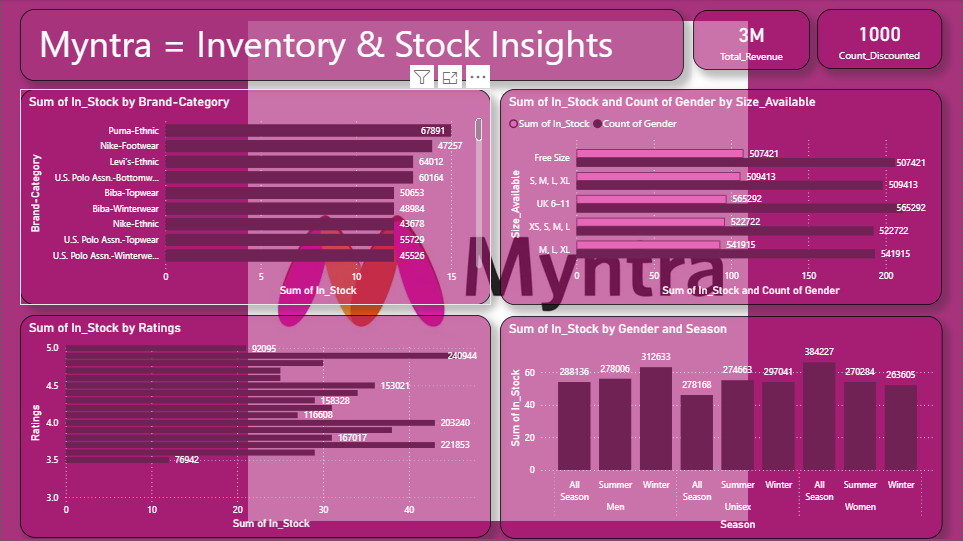 Myntra = Inventory & Stock Insights
3M
Total_Revenue
1000
Count_Discounted
Sum of In_Stock by Brand-Category
Brand-Category
Puma-Ethnic
67891
Nike-Footwear
47257
Levi's-Ethnic
64012
U.S. Polo Assn.-Bottomw...
60164
Biba-Topwear
50653
Biba-Winterwear
48984
Nike-Ethnic
43678
U.S. Polo Assn.-Topwear
55729
U.S. Polo Assn.-Winterwe...
45526
0 5 10 15
Sum of In_Stock
Sum of In_Stock and Count of Gender by Size_Available
Sum of In_Stock Count of Gender
Size_Available
Free Size
507421
507421
S, M, L, XL
509413
509413
UK 6-11
565292
565292
XS, S, M, L
522722
522722
M, L, XL
541915
541915
0 50 100 150 200
Sum of In_Stock and Count of Gender
Myntra
Sum of In_Stock by Ratings
Ratings
5.0
92095
240944
4.5
153021
158328
116608
4.0
203240
167017
221853
3.5
76942
3.0
0 10 20 30 40
Sum of In_Stock
Sum of In_Stock by Gender and Season
Sum of In_Stock
60
40
20
0
288136 278006 312633 278168 274663 297041 384227 270284 263605
All Season Summer Winter All Season Summer Winter All Season Summer Winter
Men Unisex Women
Season